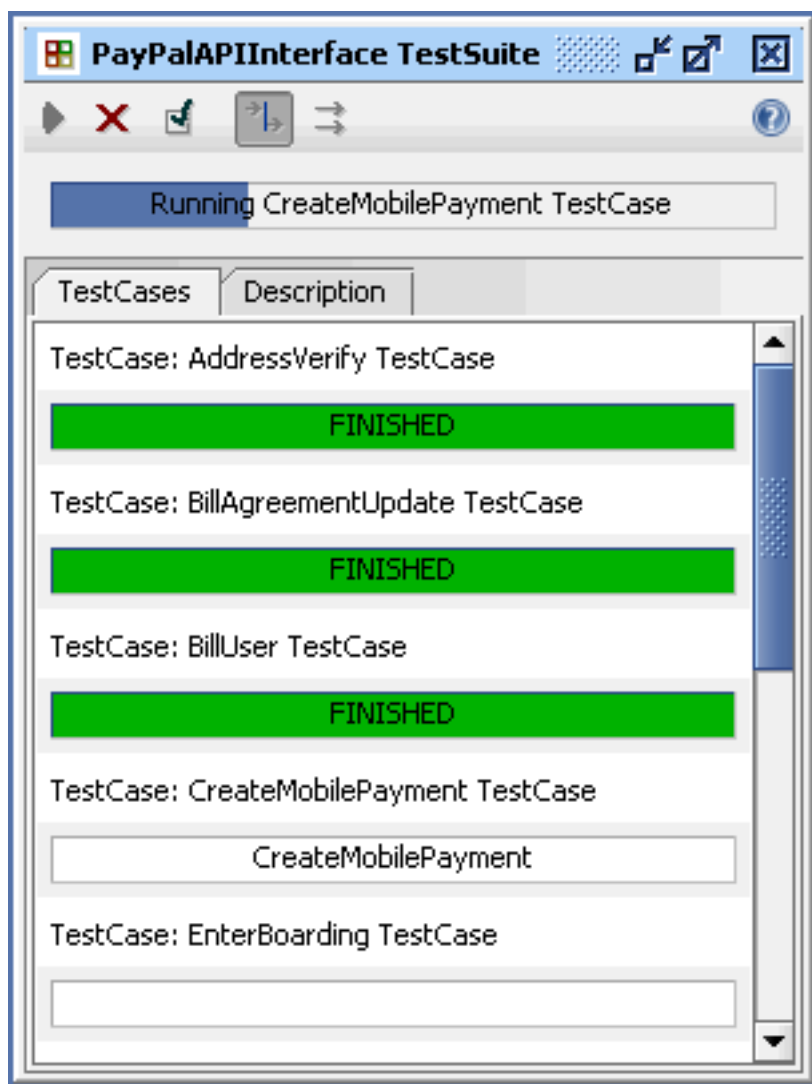 PayPalAPIInterface TestSuite
Running CreateMobilePayment TestCase
TestCases Description
TestCase: AddressVerify TestCase
FINISHED
TestCase: BillAgreementUpdate TestCase
FINISHED
TestCase: BillUser TestCase
FINISHED
TestCase: CreateMobilePayment TestCase
CreateMobilePayment
TestCase: EnterBoarding TestCase